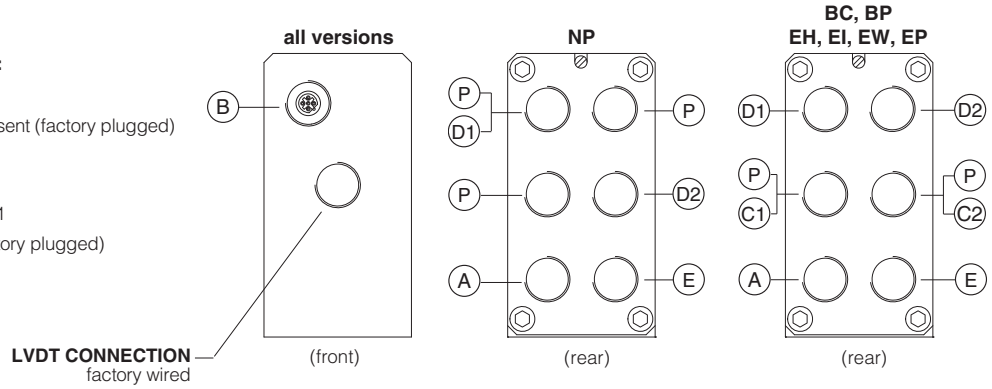 :
sent (factory plugged)
1
ory plugged)
all versions
B
LVDT CONNECTION
factory wired
(front)
NP
P
D1
P
P
D2
A
E
(rear)
BC, BP
EH, EI, EW, EP
D1
D2
P
C1
P
C2
A
E
(rear)